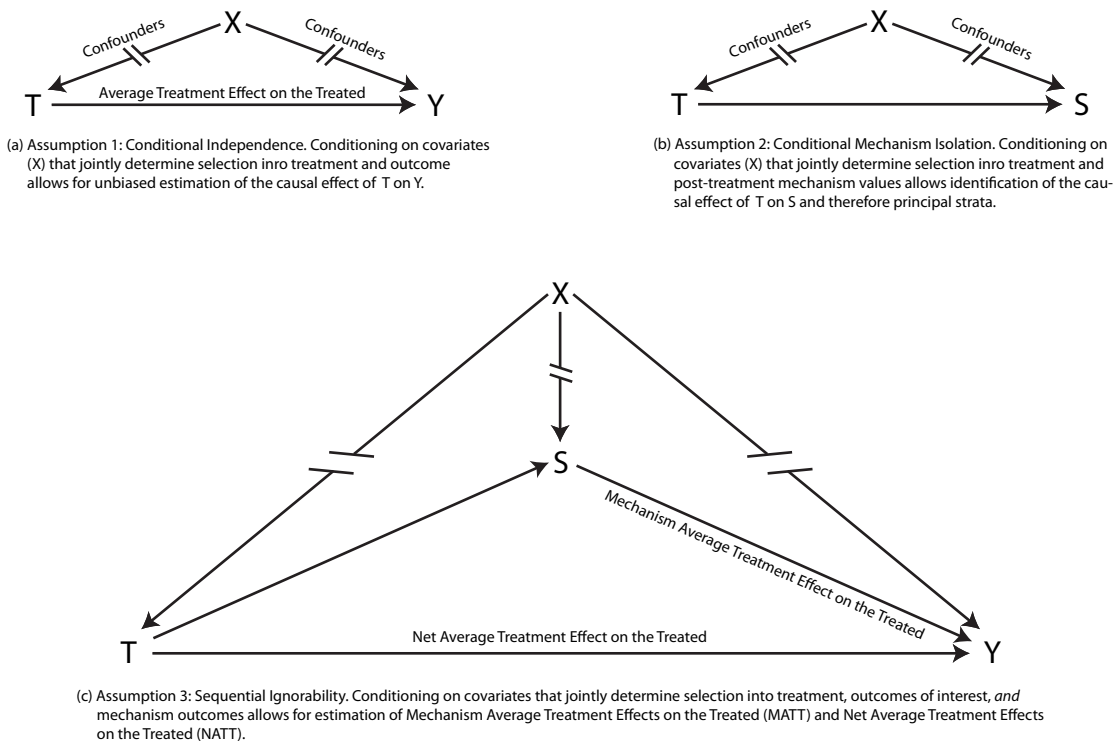 X
Confounders
Confounders
T
Average Treatment Effect on the Treated
Y
(a) Assumption 1: Conditional Independence. Conditioning on covariates
(X) that jointly determine selection inro treatment and outcome
allows for unbiased estimation of the causal effect of T on Y.
X
Confounders
Confounders
T
S
(b) Assumption 2: Conditional Mechanism Isolation. Conditioning on
covariates (X) that jointly determine selection inro treatment and
post-treatment mechanism values allows identification of the cau-
sal effect of T on S and therefore principal strata.
X
S
Mechanism Average Treatment Effect on the Treated
Net Average Treatment Effect on the Treated
T
Y
(c) Assumption 3: Sequential Ignorability. Conditioning on covariates that jointly determine selection into treatment, outcomes of interest, and
mechanism outcomes allows for estimation of Mechanism Average Treatment Effects on the Treated (MATT) and Net Average Treatment Effects
on the Treated (NATT).